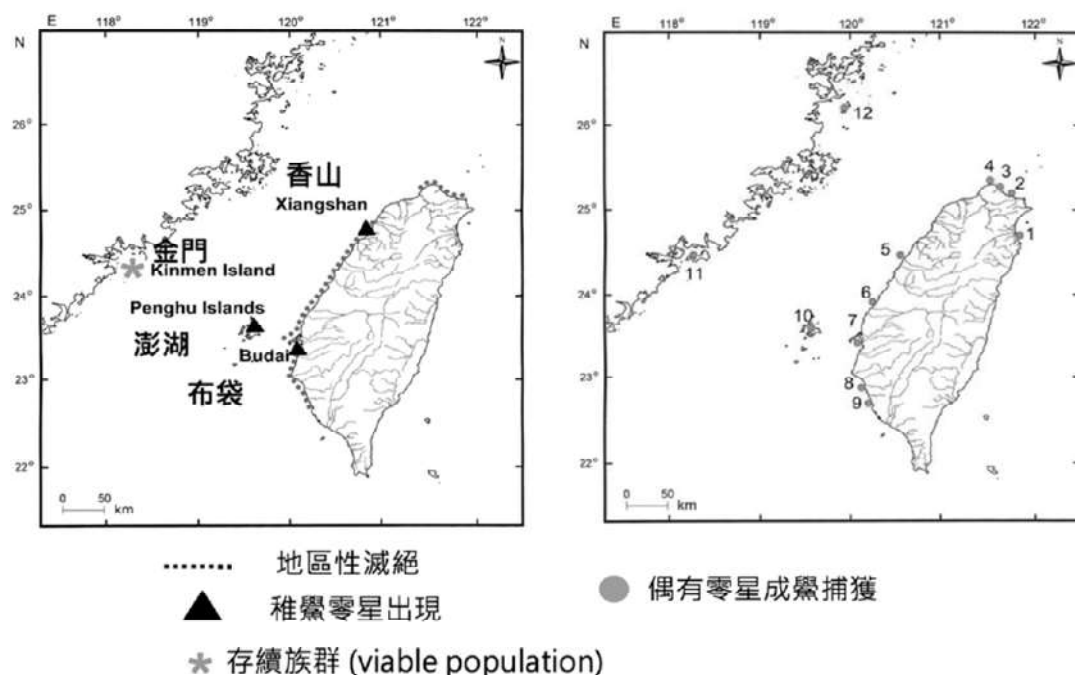 E 118° 119° 120° 121° 122°
N
N
26°
25°
24°
23°
22°
香山
Xiangshan
金門
Kinmen Island
Penghu Islands
澎湖
Budai
布袋
0 50
km
E 118° 119° 120° 121° 122°
N
N
26°
25°
24°
23°
22°
12
4 3 2
1
5
11
6
10
7
8
9
0 50
km
地區性滅絕
稚鱟零星出現
存續族群 (viable population)
偶有零星成鱟捕獲